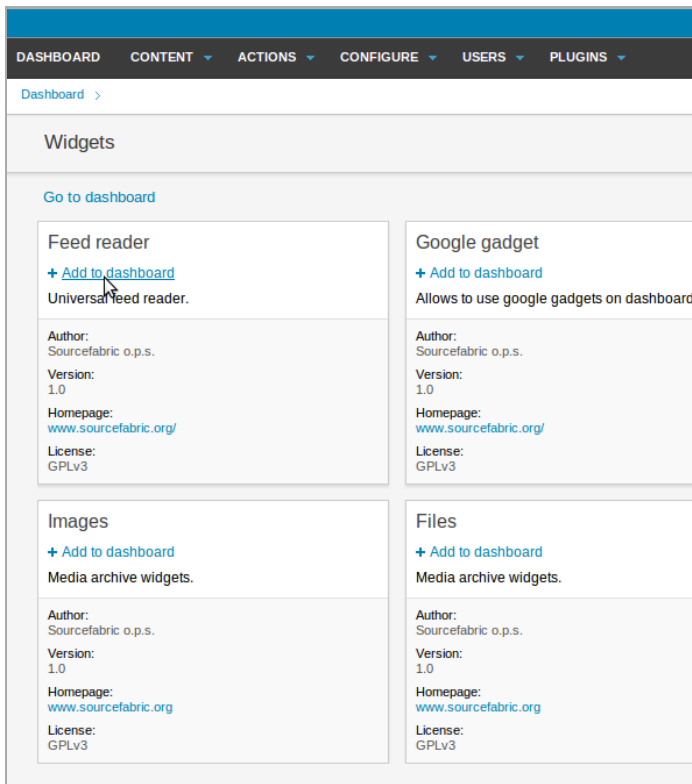 DASHBOARD CONTENT ACTIONS CONFIGURE USERS PLUGINS
Dashboard >
Widgets
Go to dashboard
Feed reader
+ Add to dashboard
Universal feed reader.
Author:
Sourcefabric o.p.s.
Version:
1.0
Homepage:
www.sourcefabric.org/
License:
GPLv3
Google gadget
+ Add to dashboard
Allows to use google gadgets on dashboard
Author:
Sourcefabric o.p.s.
Version:
1.0
Homepage:
www.sourcefabric.org/
License:
GPLv3
Images
+ Add to dashboard
Media archive widgets.
Author:
Sourcefabric o.p.s.
Version:
1.0
Homepage:
www.sourcefabric.org
License:
GPLv3
Files
+ Add to dashboard
Media archive widgets.
Author:
Sourcefabric o.p.s.
Version:
1.0
Homepage:
www.sourcefabric.org
License:
GPLv3